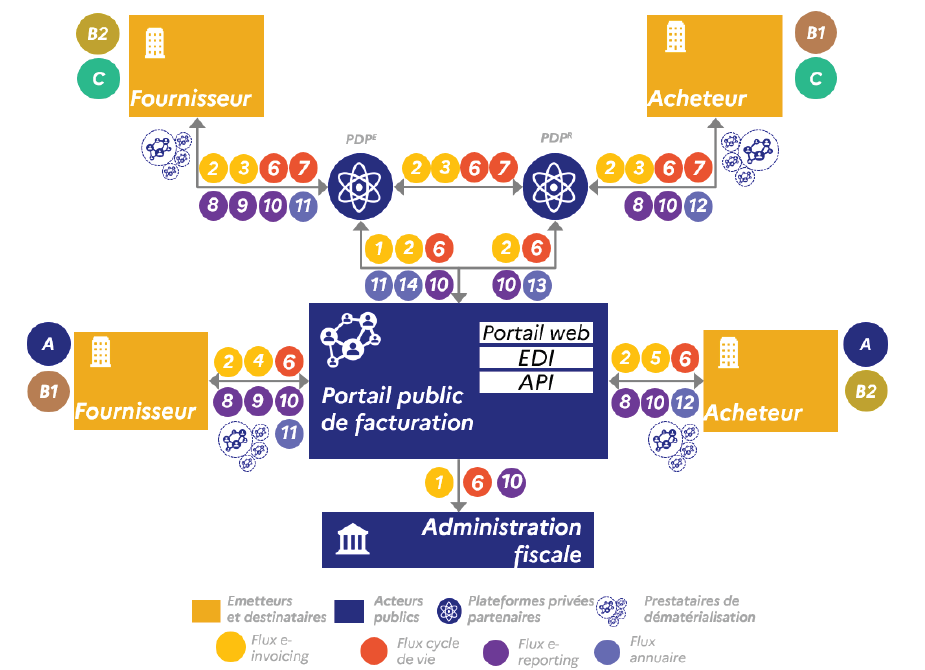 B2
C
Fournisseur
B1
C
Acheteur
PDPᴱ
PDPᴿ
2 3 6 7
2 3 6 7
2 3 6 7
8 9 10 11
8 10 12
1 2 6
2 6
11 14 10
10 13
A
B1
Fournisseur
2 4 6
8 9 10
11
Portail public
de facturation
Portail web
EDI
API
2 5 6
8 10 12
Acheteur
A
B2
1 6 10
Administration
fiscale
Emetteurs
et destinataires
Acteurs
publics
Plateformes privées
partenaires
Prestataires de
dématérialisation
Flux e-
invoicing
Flux cycle
de vie
Flux e-
reporting
Flux
annuaire